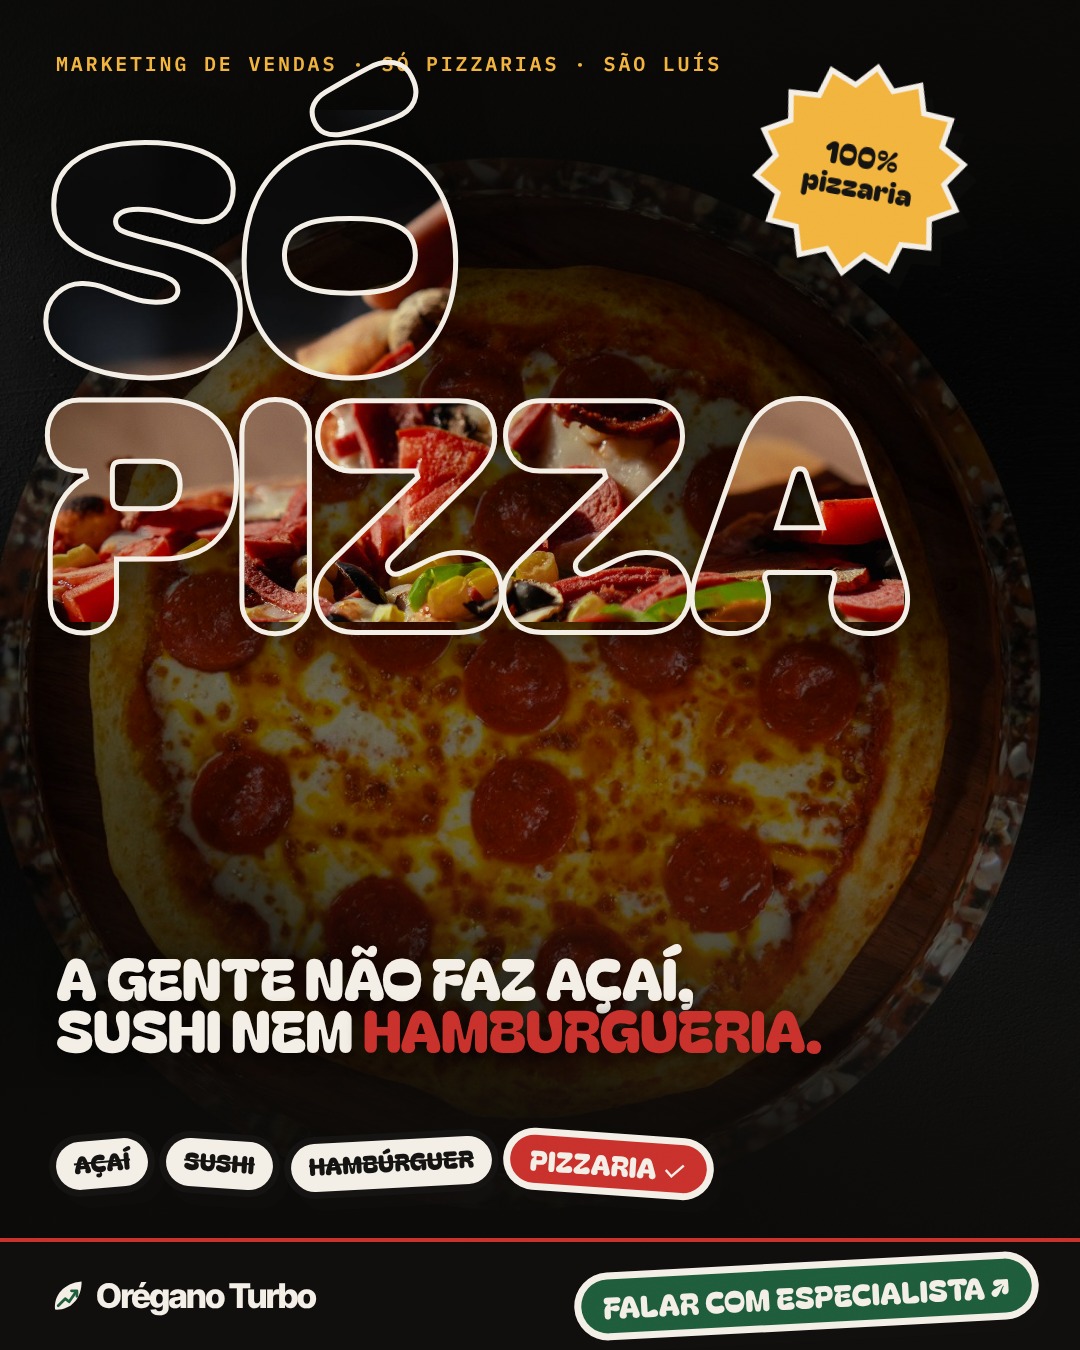 MARKETING DE VENDAS · SÓ PIZZARIAS · SÃO LUÍS
100%
pizzaria
SÓ
PIZZA
A GENTE NÃO FAZ AÇAÍ,
SUSHI NEM HAMBURGUERIA.
AÇAÍ
SUSHI
HAMBÚRGUER
PIZZARIA ✓
Orégano Turbo
FALAR COM ESPECIALISTA ↗